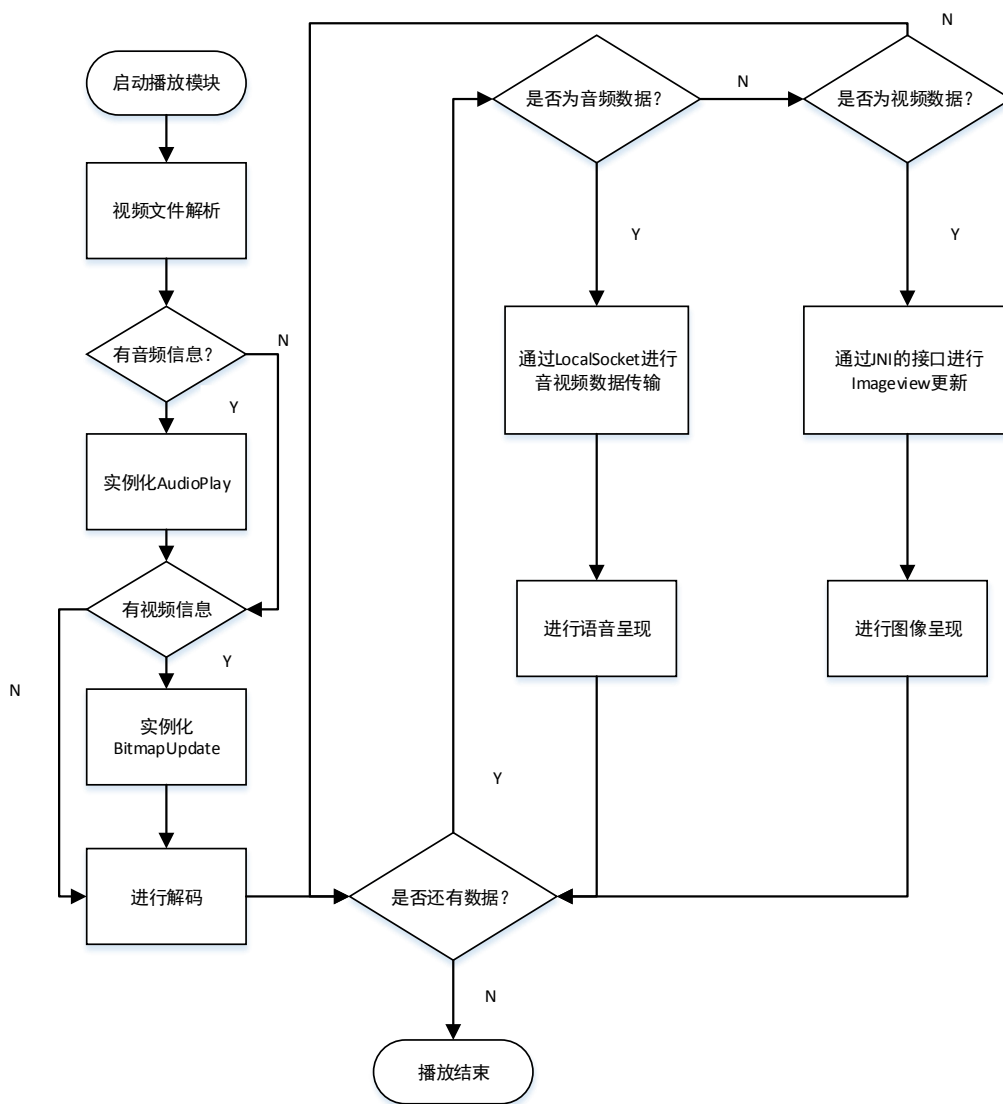 启动播放模块
视频文件解析
有音频信息？
N
Y
实例化AudioPlay
有视频信息
N
Y
实例化
BitmapUpdate
进行解码
是否还有数据？
Y
N
播放结束
是否为音频数据？
N
Y
通过LocalSocket进行
音视频数据传输
进行语音呈现
是否为视频数据？
N
Y
通过JNI的接口进行
Imageview更新
进行图像呈现